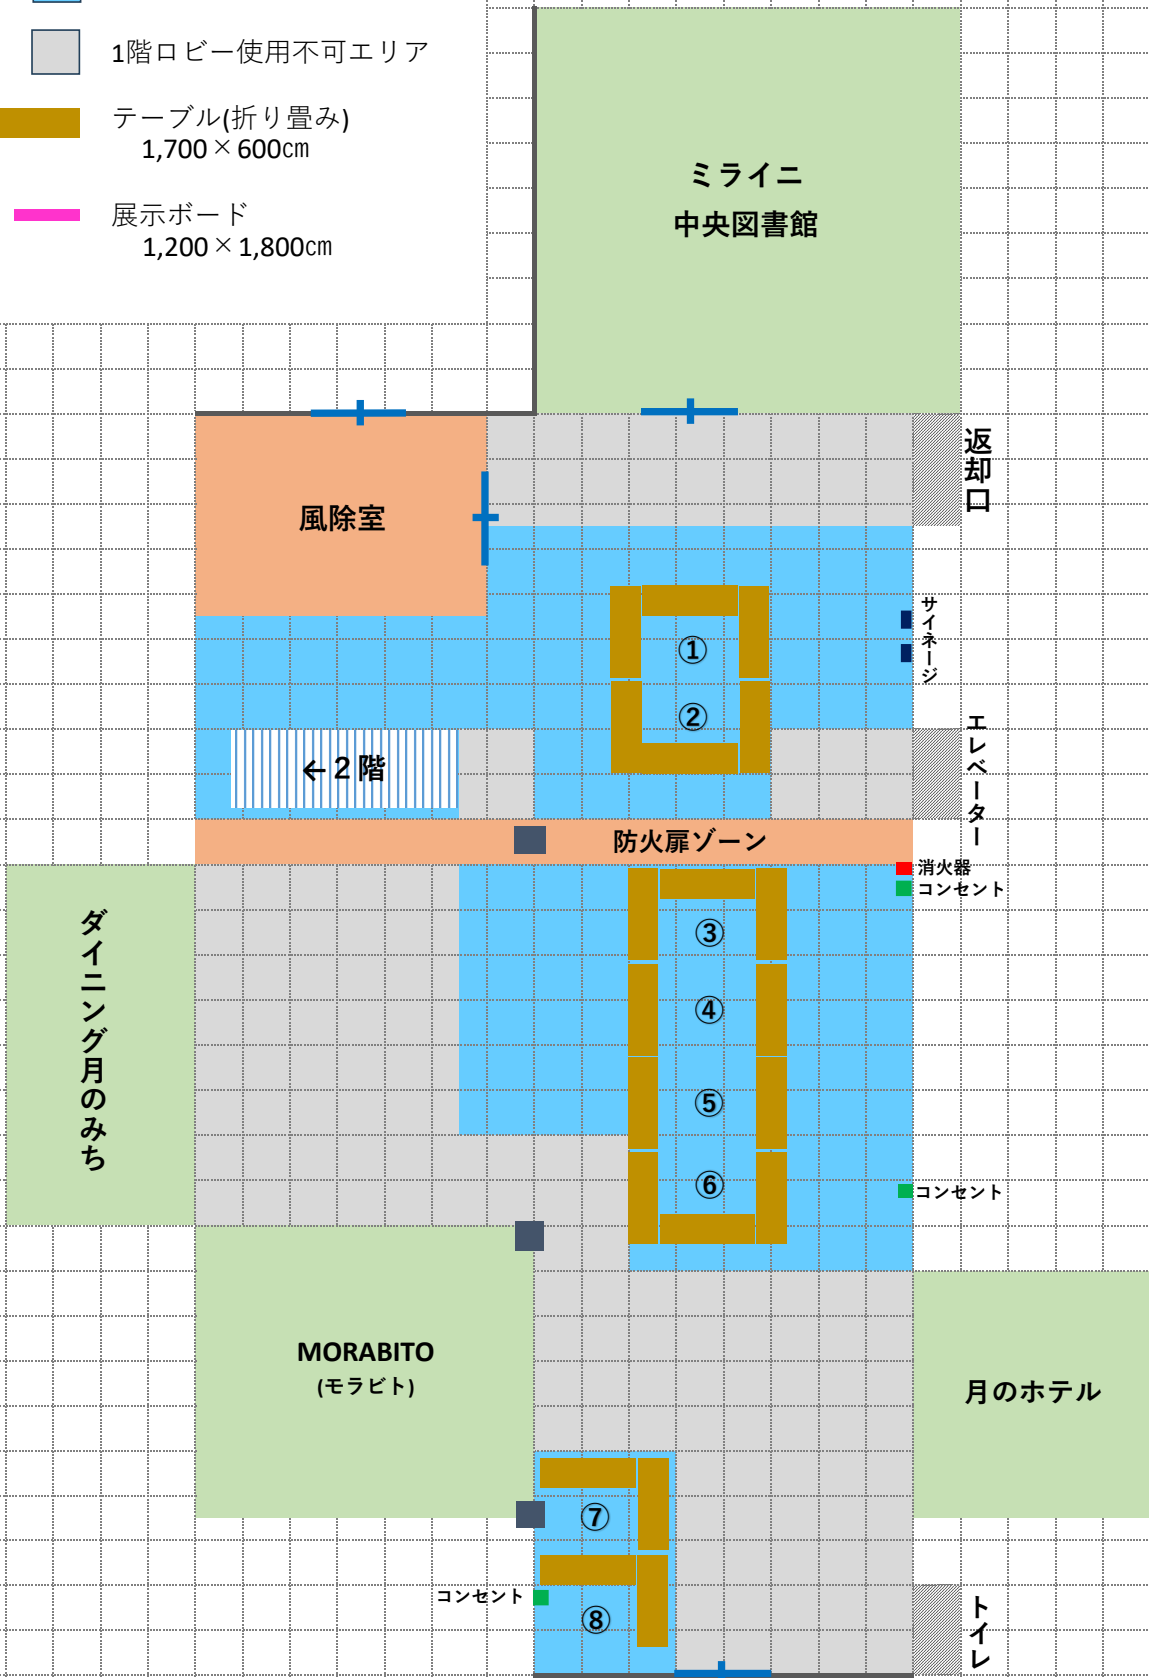 1階ロビー使用不可エリア
テーブル(折り畳み)
1,700×600㎝
展示ボード
1,200×1,800㎝
ミライニ
中央図書館
返却口
風除室
サイネージ
①
②
エレベーター
←2階
防火扉ゾーン
消火器
コンセント
ダイニング月のみち
③
④
⑤
⑥
コンセント
MORABITO
(モラビト)
月のホテル
⑦
コンセント
⑧
トイレ